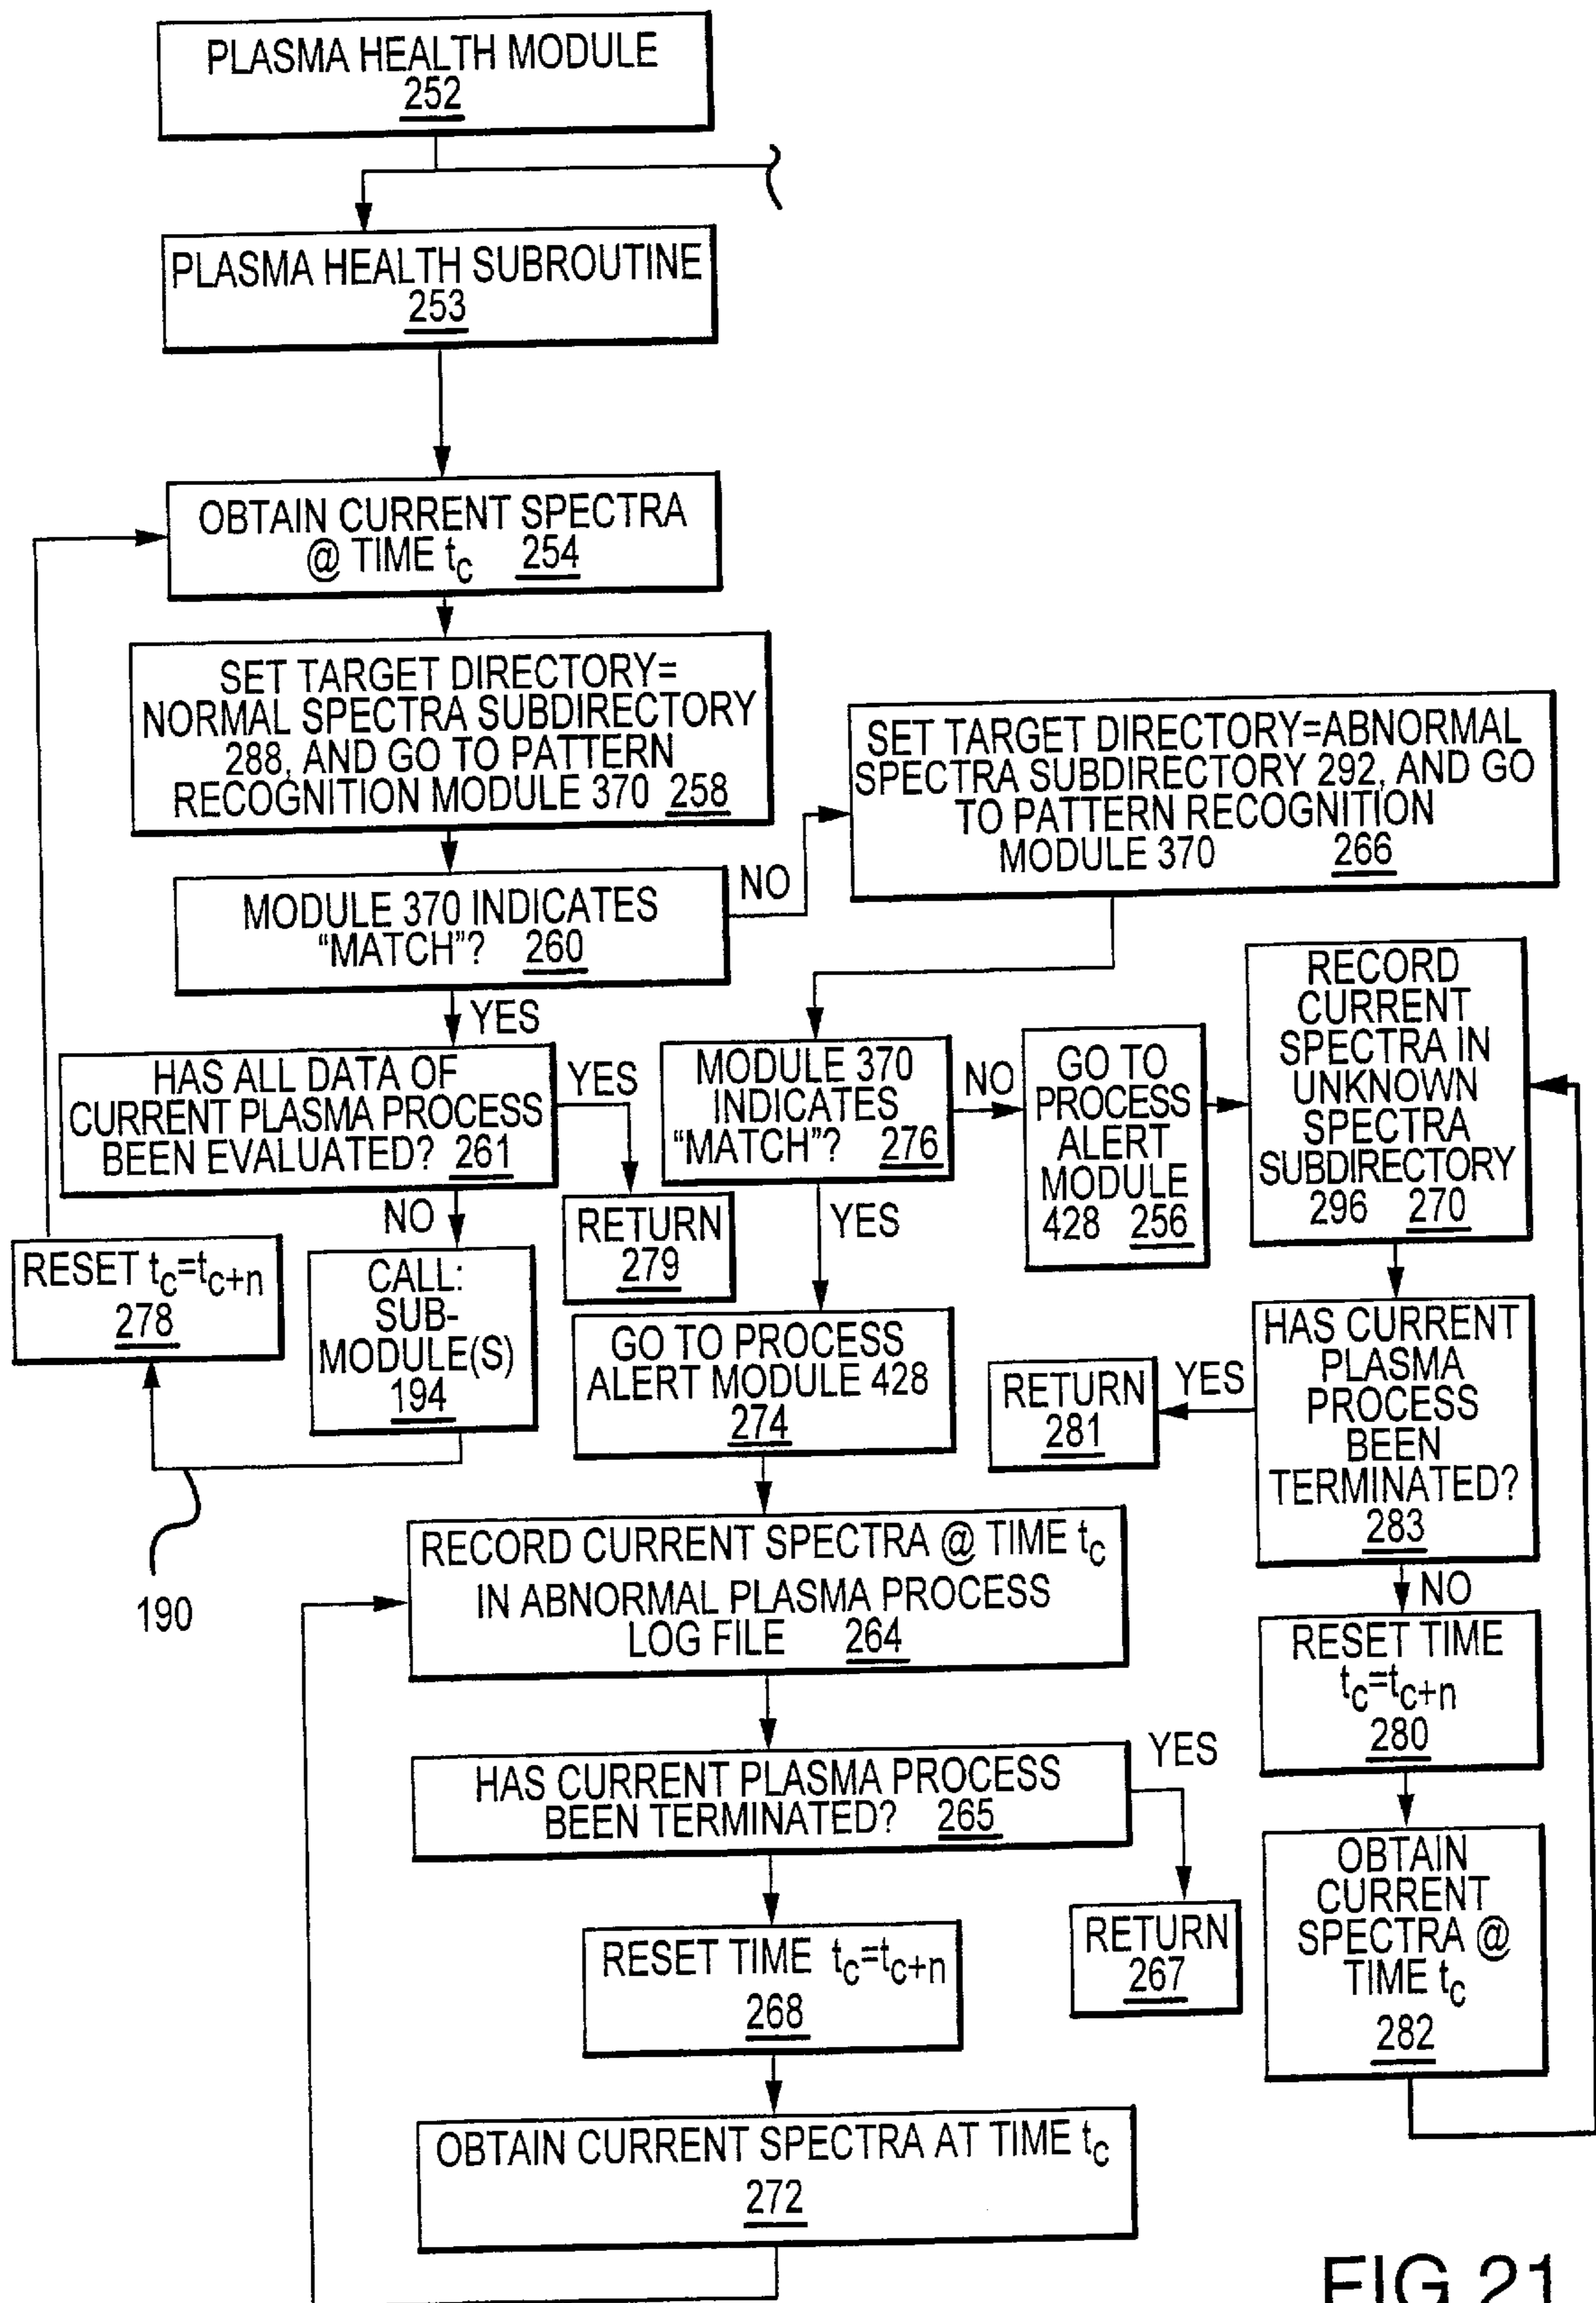 PLASMA HEALTH MODULE
252
PLASMA HEALTH SUBROUTINE
253
OBTAIN CURRENT SPECTRA
@ TIME tc 254
SET TARGET DIRECTORY=
NORMAL SPECTRA SUBDIRECTORY
288, AND GO TO PATTERN
RECOGNITION MODULE 370 258
SET TARGET DIRECTORY=ABNORMAL
SPECTRA SUBDIRECTORY 292, AND GO
TO PATTERN RECOGNITION
MODULE 370 266
MODULE 370 INDICATES
“MATCH”? 260
NO
YES
HAS ALL DATA OF
CURRENT PLASMA PROCESS
BEEN EVALUATED? 261
YES
NO
RETURN
279
CALL:
SUB-
MODULE(S)
194
RESET tc=tc+n
278
190
MODULE 370
INDICATES
“MATCH”? 276
NO
YES
GO TO
PROCESS
ALERT
MODULE
428 256
RECORD
CURRENT
SPECTRA IN
UNKNOWN
SPECTRA
SUBDIRECTORY
296 270
GO TO PROCESS
ALERT MODULE 428
274
HAS CURRENT
PLASMA
PROCESS
BEEN
TERMINATED?
283
YES
RETURN
281
NO
RESET TIME
tc=tc+n
280
OBTAIN
CURRENT
SPECTRA @
TIME tc
282
RECORD CURRENT SPECTRA @ TIME tc
IN ABNORMAL PLASMA PROCESS
LOG FILE 264
HAS CURRENT PLASMA PROCESS
BEEN TERMINATED? 265
YES
RETURN
267
RESET TIME tc=tc+n
268
OBTAIN CURRENT SPECTRA AT TIME tc
272
FIG.21